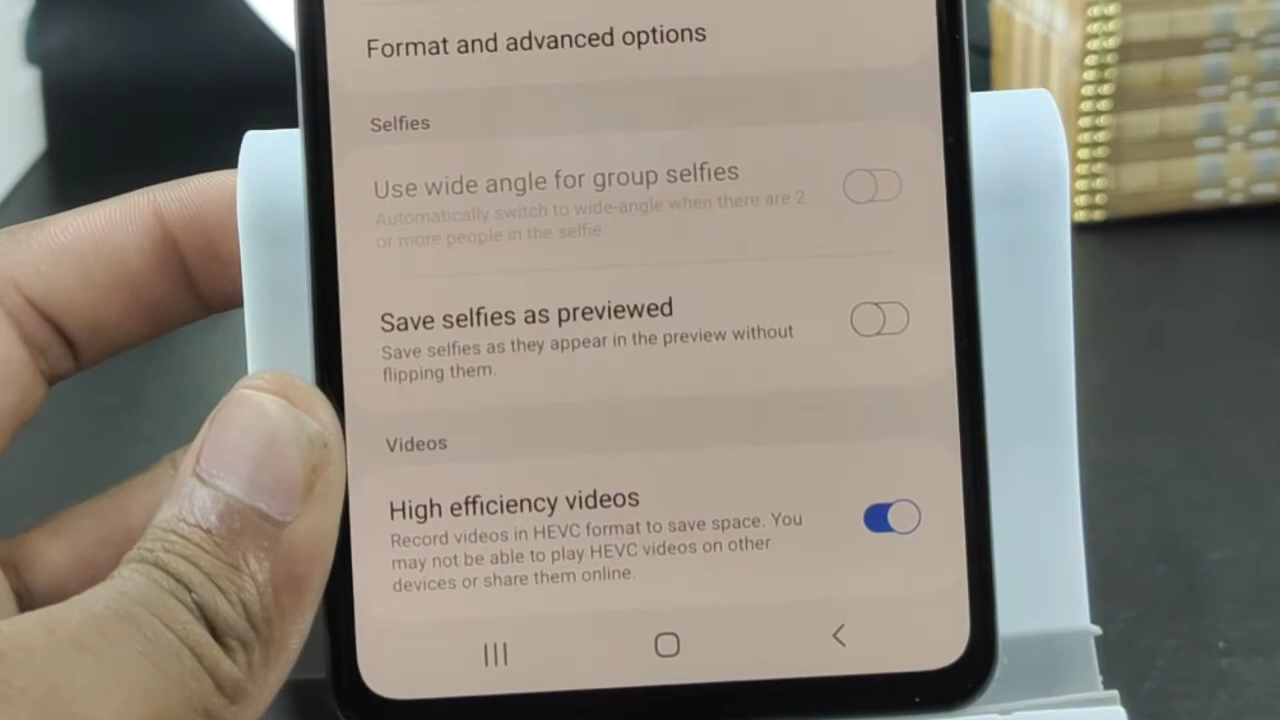 Format and advanced options
Selfies
Use wide angle for group selfies
Automatically switch to wide-angle when there are 2
or more people in the selfie
Save selfies as previewed
Save selfies as they appear in the preview without
flipping them.
Videos
High efficiency videos
Record videos in HEVC format to save space. You
may not be able to play HEVC videos on other
devices or share them online.